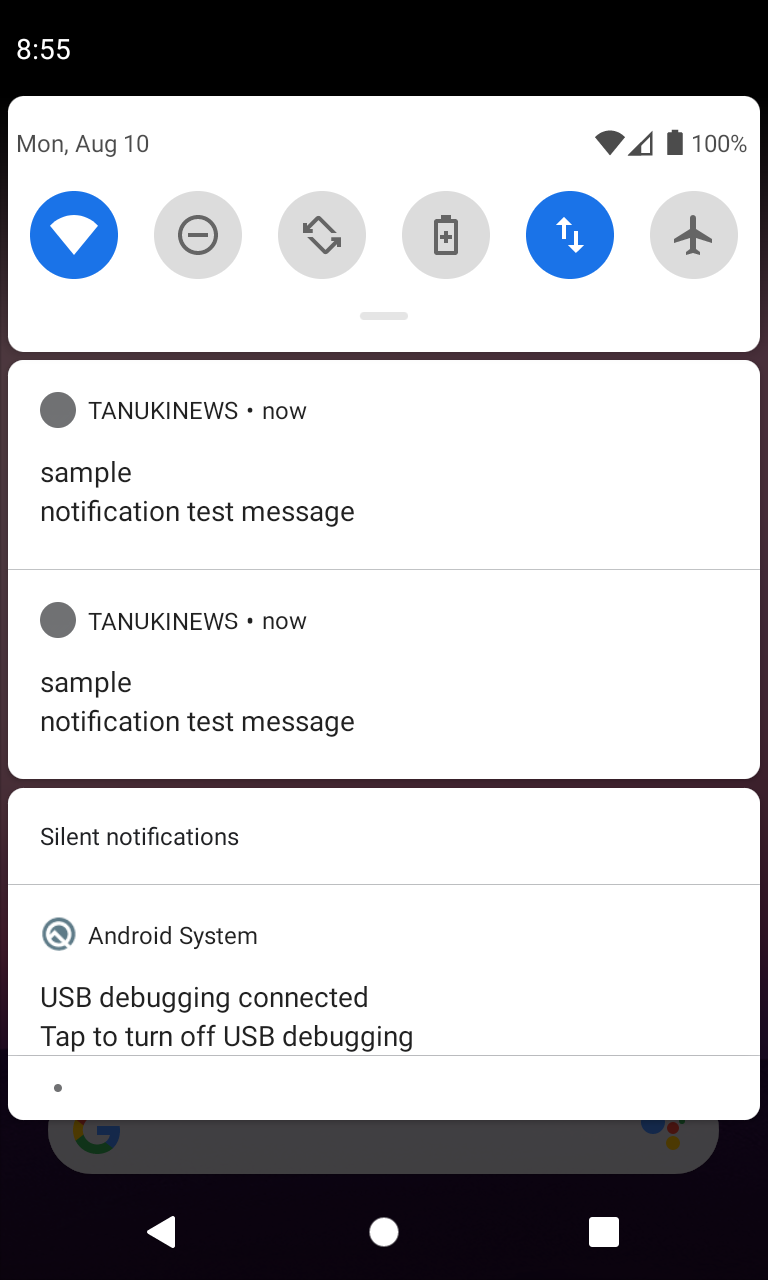 8:55
Mon, Aug 10
100%
TANUKINEWS • now
sample
notification test message
TANUKINEWS • now
sample
notification test message
Silent notifications
Android System
USB debugging connected
Tap to turn off USB debugging